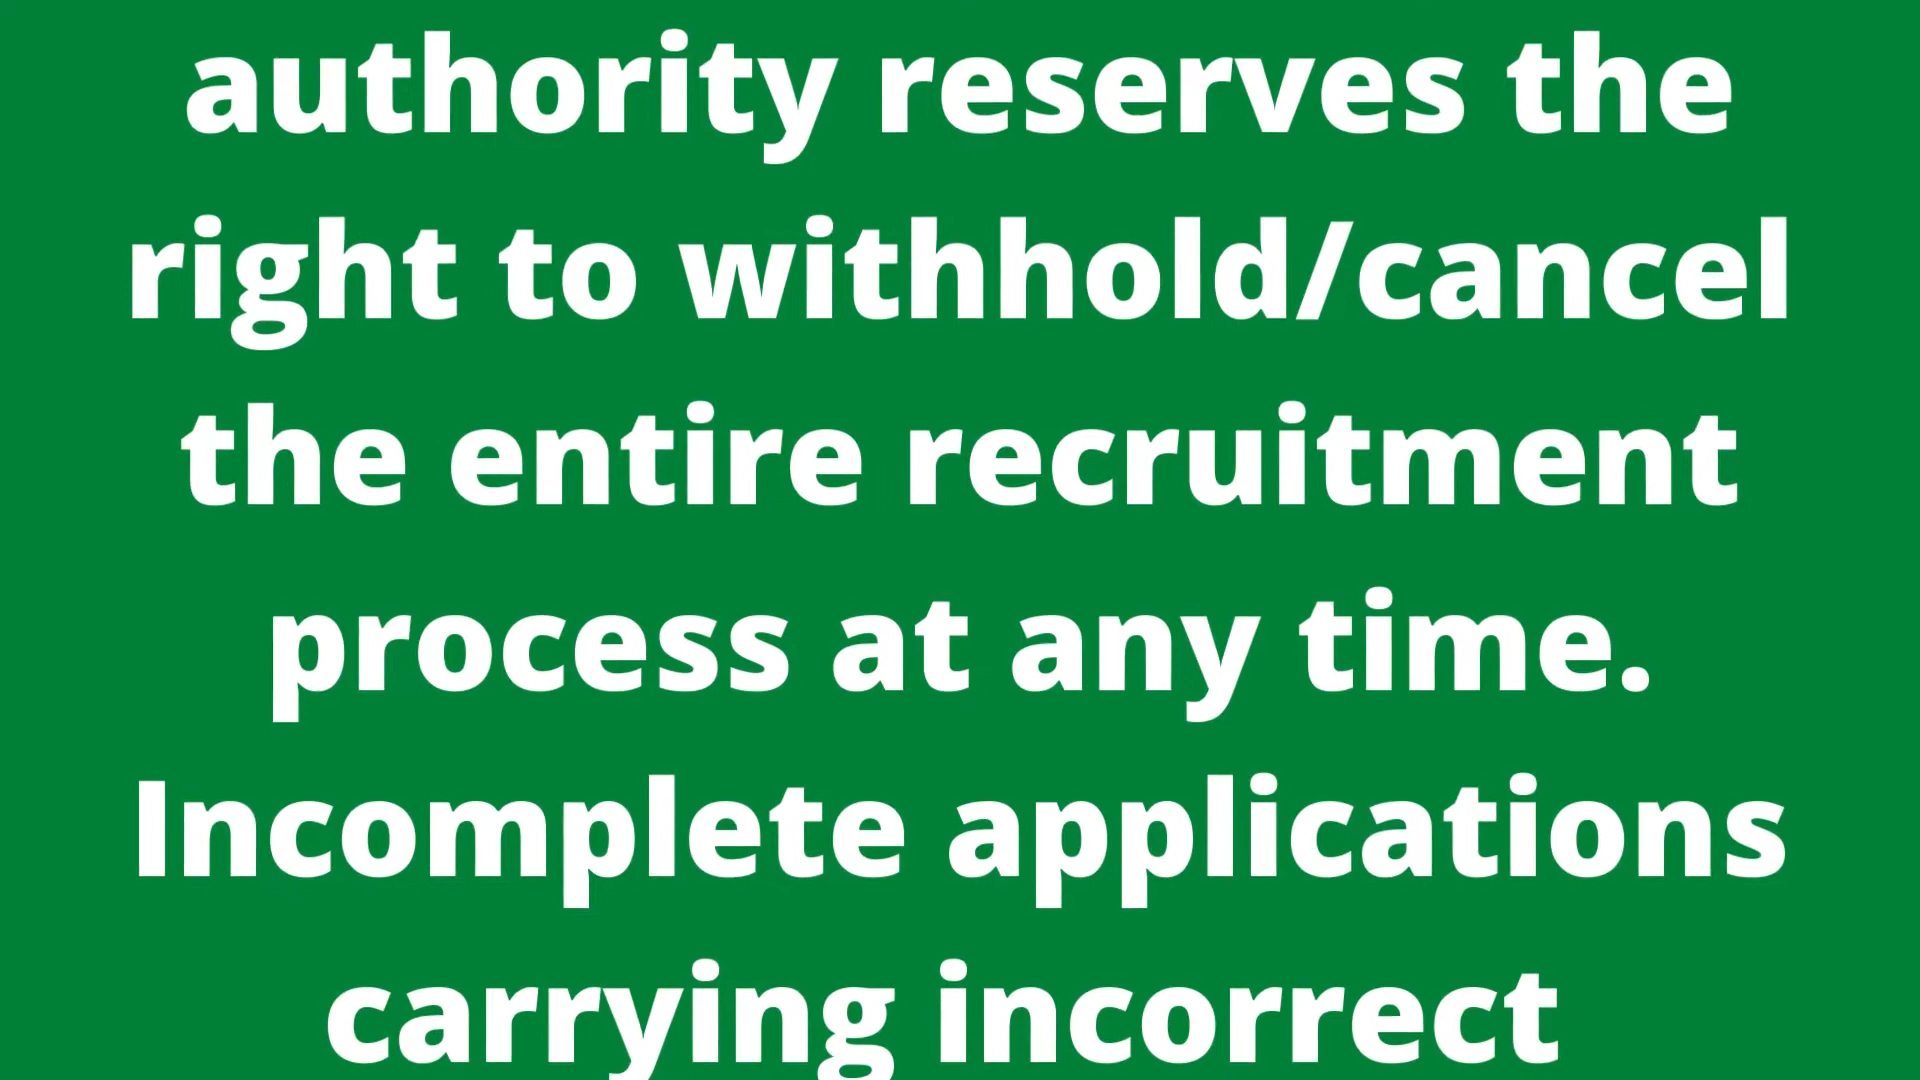 authority reserves the
right to withhold/cancel
the entire recruitment
process at any time.
Incomplete applications
carrying incorrect